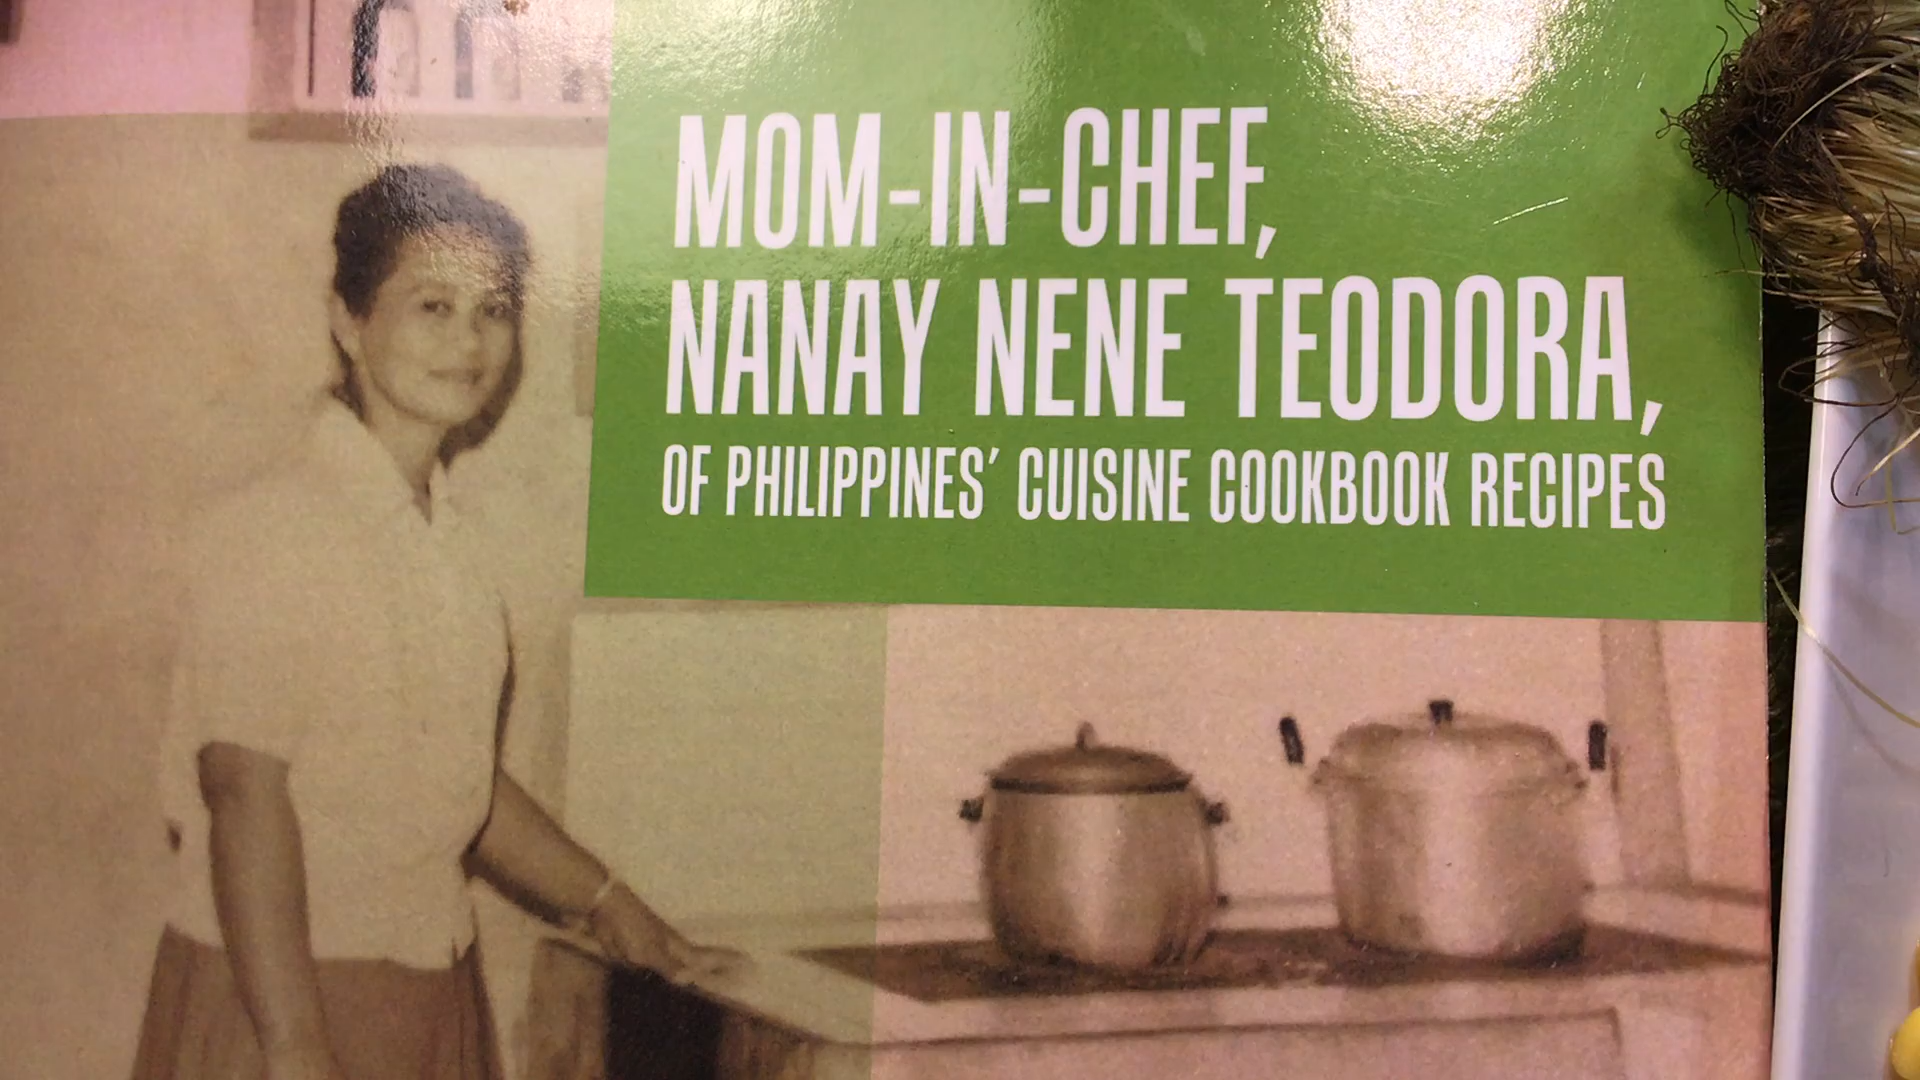 MOM-IN-CHEF,
NANAY NENE TEODORA,
OF PHILIPPINES' CUISINE COOKBOOK RECIPES